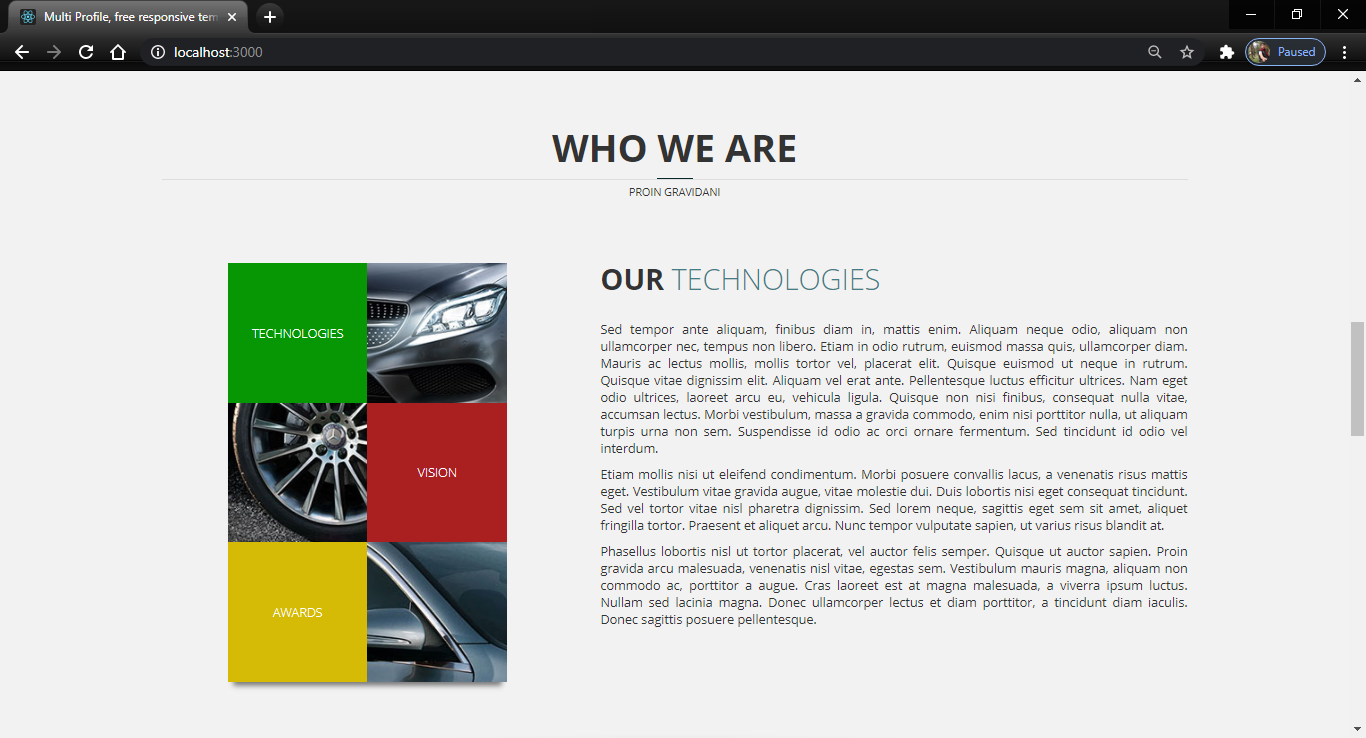 Multi Profile, free responsive tem
localhost:3000
Paused
WHO WE ARE
PROIN GRAVIDANI
TECHNOLOGIES
VISION
AWARDS
OUR TECHNOLOGIES
Sed tempor ante aliquam, finibus diam in, mattis enim. Aliquam neque odio, aliquam non
ullamcorper nec, tempus non libero. Etiam in odio rutrum, euismod massa quis, ullamcorper diam.
Mauris ac lectus mollis, mollis tortor vel, placerat elit. Quisque euismod ut neque in rutrum.
Quisque vitae dignissim elit. Aliquam vel erat ante. Pellentesque luctus efficitur ultrices. Nam eget
odio ultrices, laoreet arcu eu, vehicula ligula. Quisque non nisi finibus, consequat nulla vitae,
accumsan lectus. Morbi vestibulum, massa a gravida commodo, enim nisi porttitor nulla, ut aliquam
turpis urna non sem. Suspendisse id odio ac orci ornare fermentum. Sed tincidunt id odio vel
interdum.
Etiam mollis nisi ut eleifend condimentum. Morbi posuere convallis lacus, a venenatis risus mattis
eget. Vestibulum vitae gravida augue, vitae molestie dui. Duis lobortis nisi eget consequat tincidunt.
Sed vel tortor vitae nisl pharetra dignissim. Sed lorem neque, sagittis eget sem sit amet, aliquet
fringilla tortor. Praesent et aliquet arcu. Nunc tempor vulputate sapien, ut varius risus blandit at.
Phasellus lobortis nisl ut tortor placerat, vel auctor felis semper. Quisque ut auctor sapien. Proin
gravida arcu malesuada, venenatis nisl vitae, egestas sem. Vestibulum mauris magna, aliquam non
commodo ac, porttitor a augue. Cras laoreet est at magna malesuada, a viverra ipsum luctus.
Nullam sed lacinia magna. Donec ullamcorper lectus et diam porttitor, a tincidunt diam iaculis.
Donec sagittis posuere pellentesque.